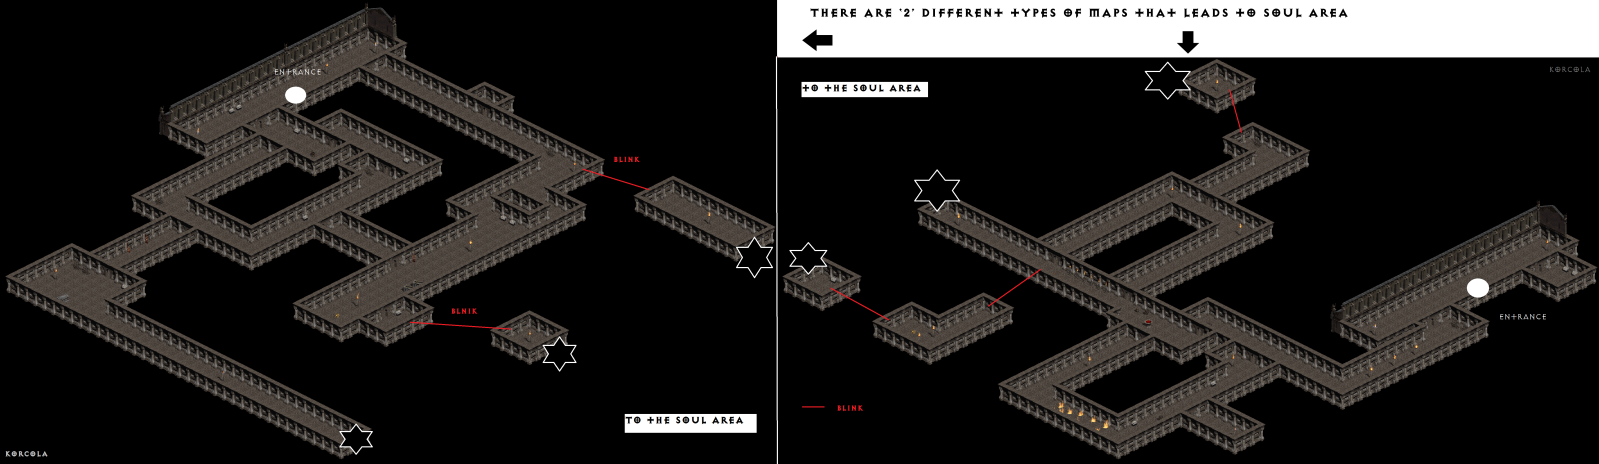 THERE ARE '2' DIFFERENT TYPES OF MAPS THAT LEADS TO SOUL AREA
ENTRANCE
BLINK
BLNIK
TO THE SOUL AREA
KORCOLA
KORCOLA
TO THE SOUL AREA
ENTRANCE
BLINK